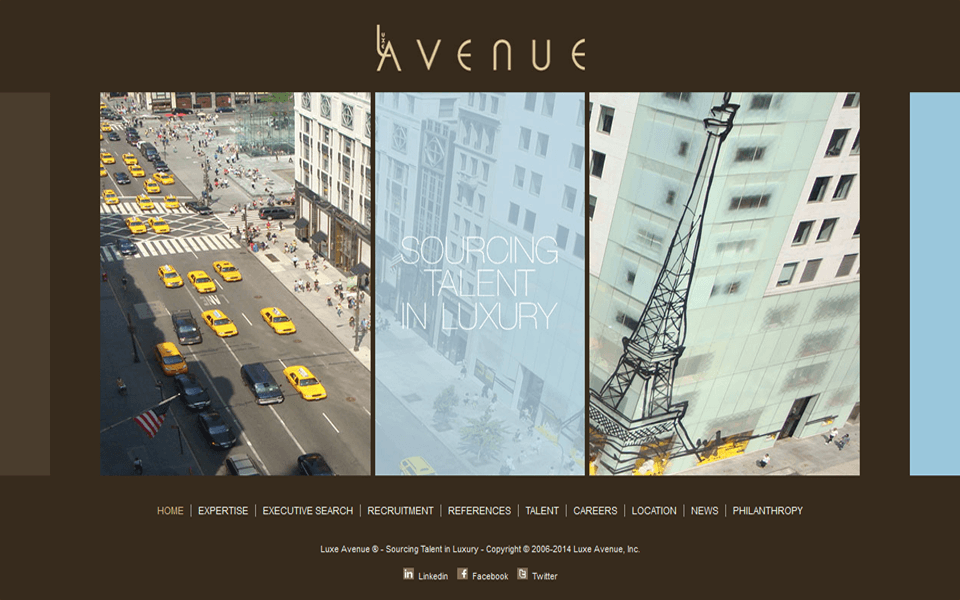 LUXE AVENUE
SOURCING
TALENT
IN LUXURY
HOME | EXPERTISE | EXECUTIVE SEARCH | RECRUITMENT | REFERENCES | TALENT | CAREERS | LOCATION | NEWS | PHILANTHROPY
Luxe Avenue ® - Sourcing Talent in Luxury - Copyright © 2006-2014 Luxe Avenue, Inc.
in Linkedin f Facebook t Twitter